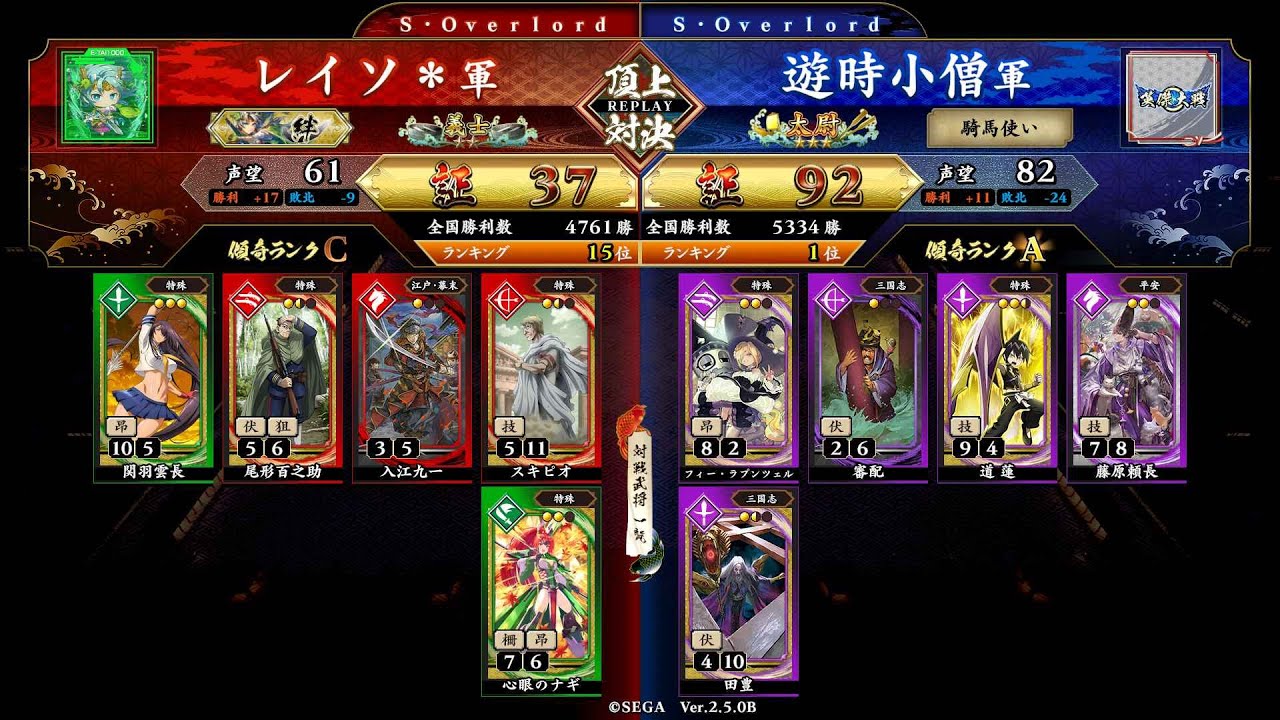 S・Overlord
S・Overlord
E-TAI1000
レイソ＊軍
頂上
REPLAY
対決
遊時小僧軍
英傑大戦
絆
義士
太尉
騎馬使い
声望 61
勝利 +17 敗北 -9
証 37
証 92
声望 82
勝利 +11 敗北 -24
全国勝利数 4761勝
全国勝利数 5334勝
傾奇ランクC
ランキング 15位
ランキング 1位
傾奇ランクA
特殊
昂
10 5
関羽雲長
特殊
伏 狙
5 6
尾形百之助
江戸・幕末
3 5
入江九一
特殊
技
5 11
スキピオ
特殊
昂
8 2
フィー・ラプンツェル
三国志
伏
2 6
審配
特殊
技
9 4
道蓮
平安
技
7 8
藤原頼長
対戦武将一覧
特殊
柵 昂
7 6
心眼のナギ
三国志
伏
4 10
田豊
©SEGA Ver.2.5.0B